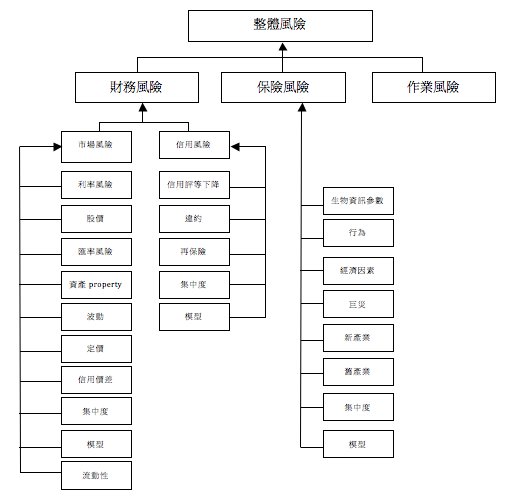 整體風險
財務風險
保險風險
作業風險
市場風險
信用風險
利率風險
股價
匯率風險
資產 property
波動
定價
信用價差
集中度
模型
流動性
信用評等下降
違約
再保險
集中度
模型
生物資訊參數
行為
經濟因素
巨災
新產業
舊產業
集中度
模型